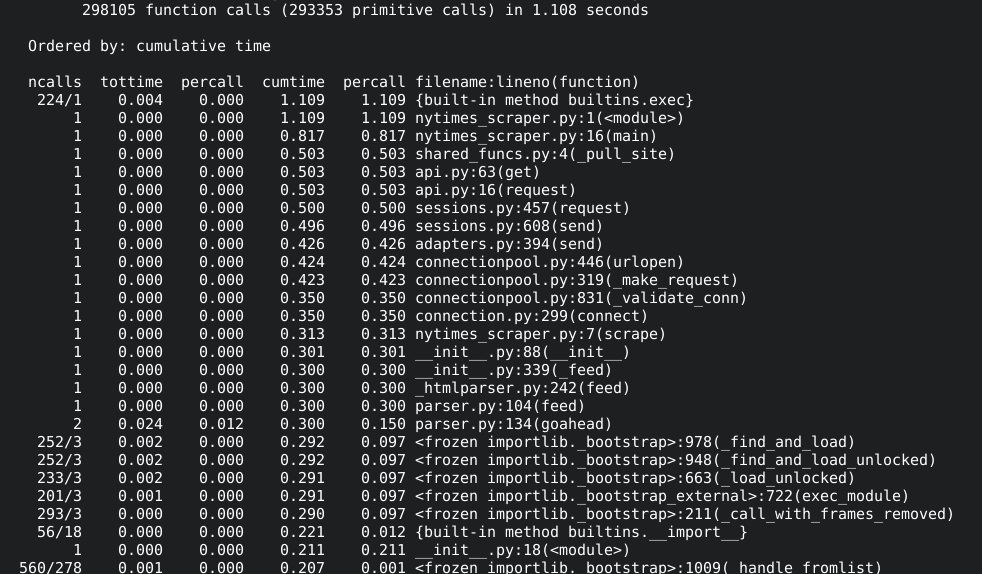 298105 function calls (293353 primitive calls) in 1.108 seconds
Ordered by: cumulative time
ncalls tottime percall cumtime percall filename:lineno(function)
224/1 0.004 0.000 1.109 1.109 {built-in method builtins.exec}
1 0.000 0.000 1.109 1.109 nytimes_scraper.py:1(<module>)
1 0.000 0.000 0.817 0.817 nytimes_scraper.py:16(main)
1 0.000 0.000 0.503 0.503 shared_funcs.py:4(_pull_site)
1 0.000 0.000 0.503 0.503 api.py:63(get)
1 0.000 0.000 0.503 0.503 api.py:16(request)
1 0.000 0.000 0.500 0.500 sessions.py:457(request)
1 0.000 0.000 0.496 0.496 sessions.py:608(send)
1 0.000 0.000 0.426 0.426 adapters.py:394(send)
1 0.000 0.000 0.424 0.424 connectionpool.py:446(urlopen)
1 0.000 0.000 0.423 0.423 connectionpool.py:319(_make_request)
1 0.000 0.000 0.350 0.350 connectionpool.py:831(_validate_conn)
1 0.000 0.000 0.350 0.350 connection.py:299(connect)
1 0.000 0.000 0.313 0.313 nytimes_scraper.py:7(scrape)
1 0.000 0.000 0.301 0.301 __init__.py:88(__init__)
1 0.000 0.000 0.300 0.300 __init__.py:339(_feed)
1 0.000 0.000 0.300 0.300 _htmlparser.py:242(feed)
1 0.000 0.000 0.300 0.300 parser.py:104(feed)
2 0.024 0.012 0.300 0.150 parser.py:134(goahead)
252/3 0.002 0.000 0.292 0.097 <frozen importlib._bootstrap>:978(_find_and_load)
252/3 0.002 0.000 0.292 0.097 <frozen importlib._bootstrap>:948(_find_and_load_unlocked)
233/3 0.002 0.000 0.291 0.097 <frozen importlib._bootstrap>:663(_load_unlocked)
201/3 0.001 0.000 0.291 0.097 <frozen importlib._bootstrap_external>:722(exec_module)
293/3 0.000 0.000 0.290 0.097 <frozen importlib._bootstrap>:211(_call_with_frames_removed)
56/18 0.000 0.000 0.221 0.012 {built-in method builtins.__import__}
1 0.000 0.000 0.211 0.211 __init__.py:18(<module>)
560/278 0.001 0.000 0.207 0.001 <frozen importlib._bootstrap>:1009(_handle_fromlist)